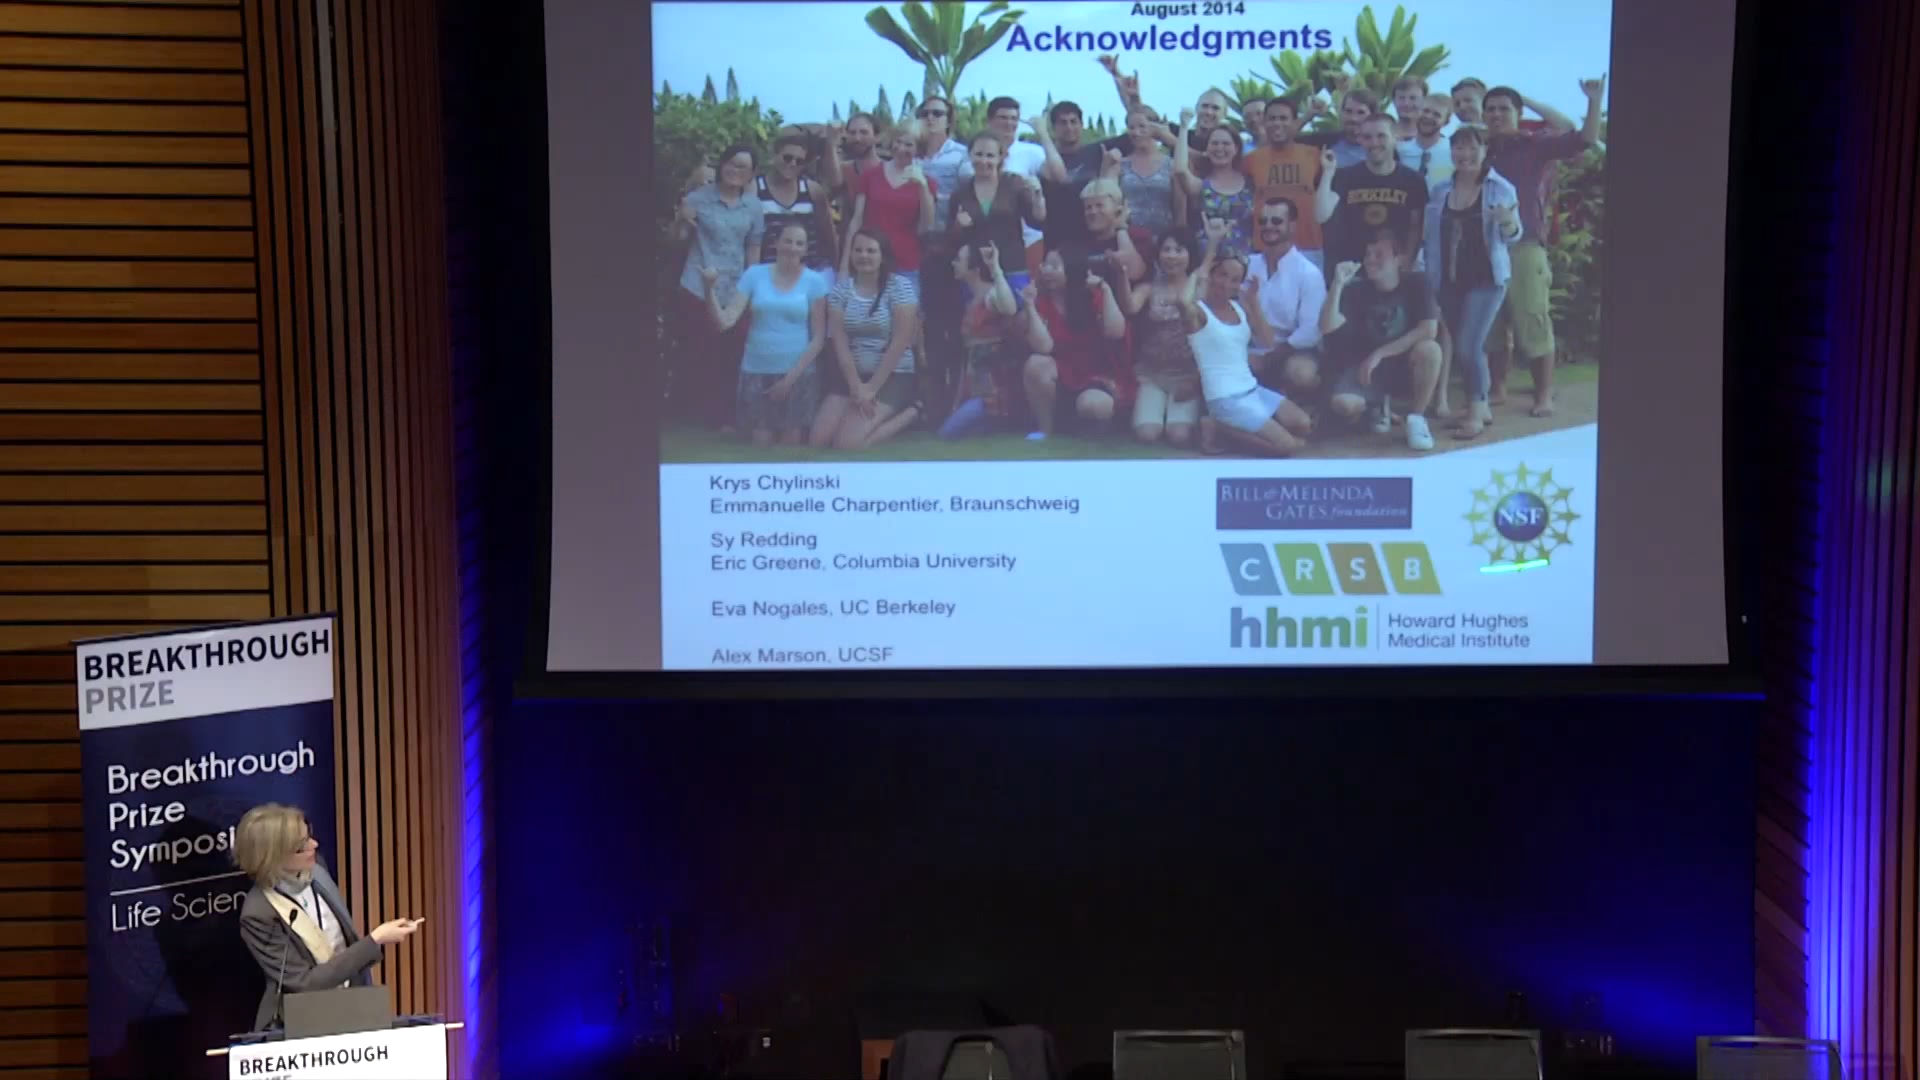 August 2014
Acknowledgments
ADI
BERKELEY
Krys Chylinski
Emmanuelle Charpentier, Braunschweig
Sy Redding
Eric Greene, Columbia University
Eva Nogales, UC Berkeley
Alex Marson, UCSF
BILL & MELINDA
GATES foundation
NSF
CRSB
hhmi
Howard Hughes
Medical Institute
BREAKTHROUGH
PRIZE
Breakthrough
Prize
Symposi
Life Scien
BREAKTHROUGH